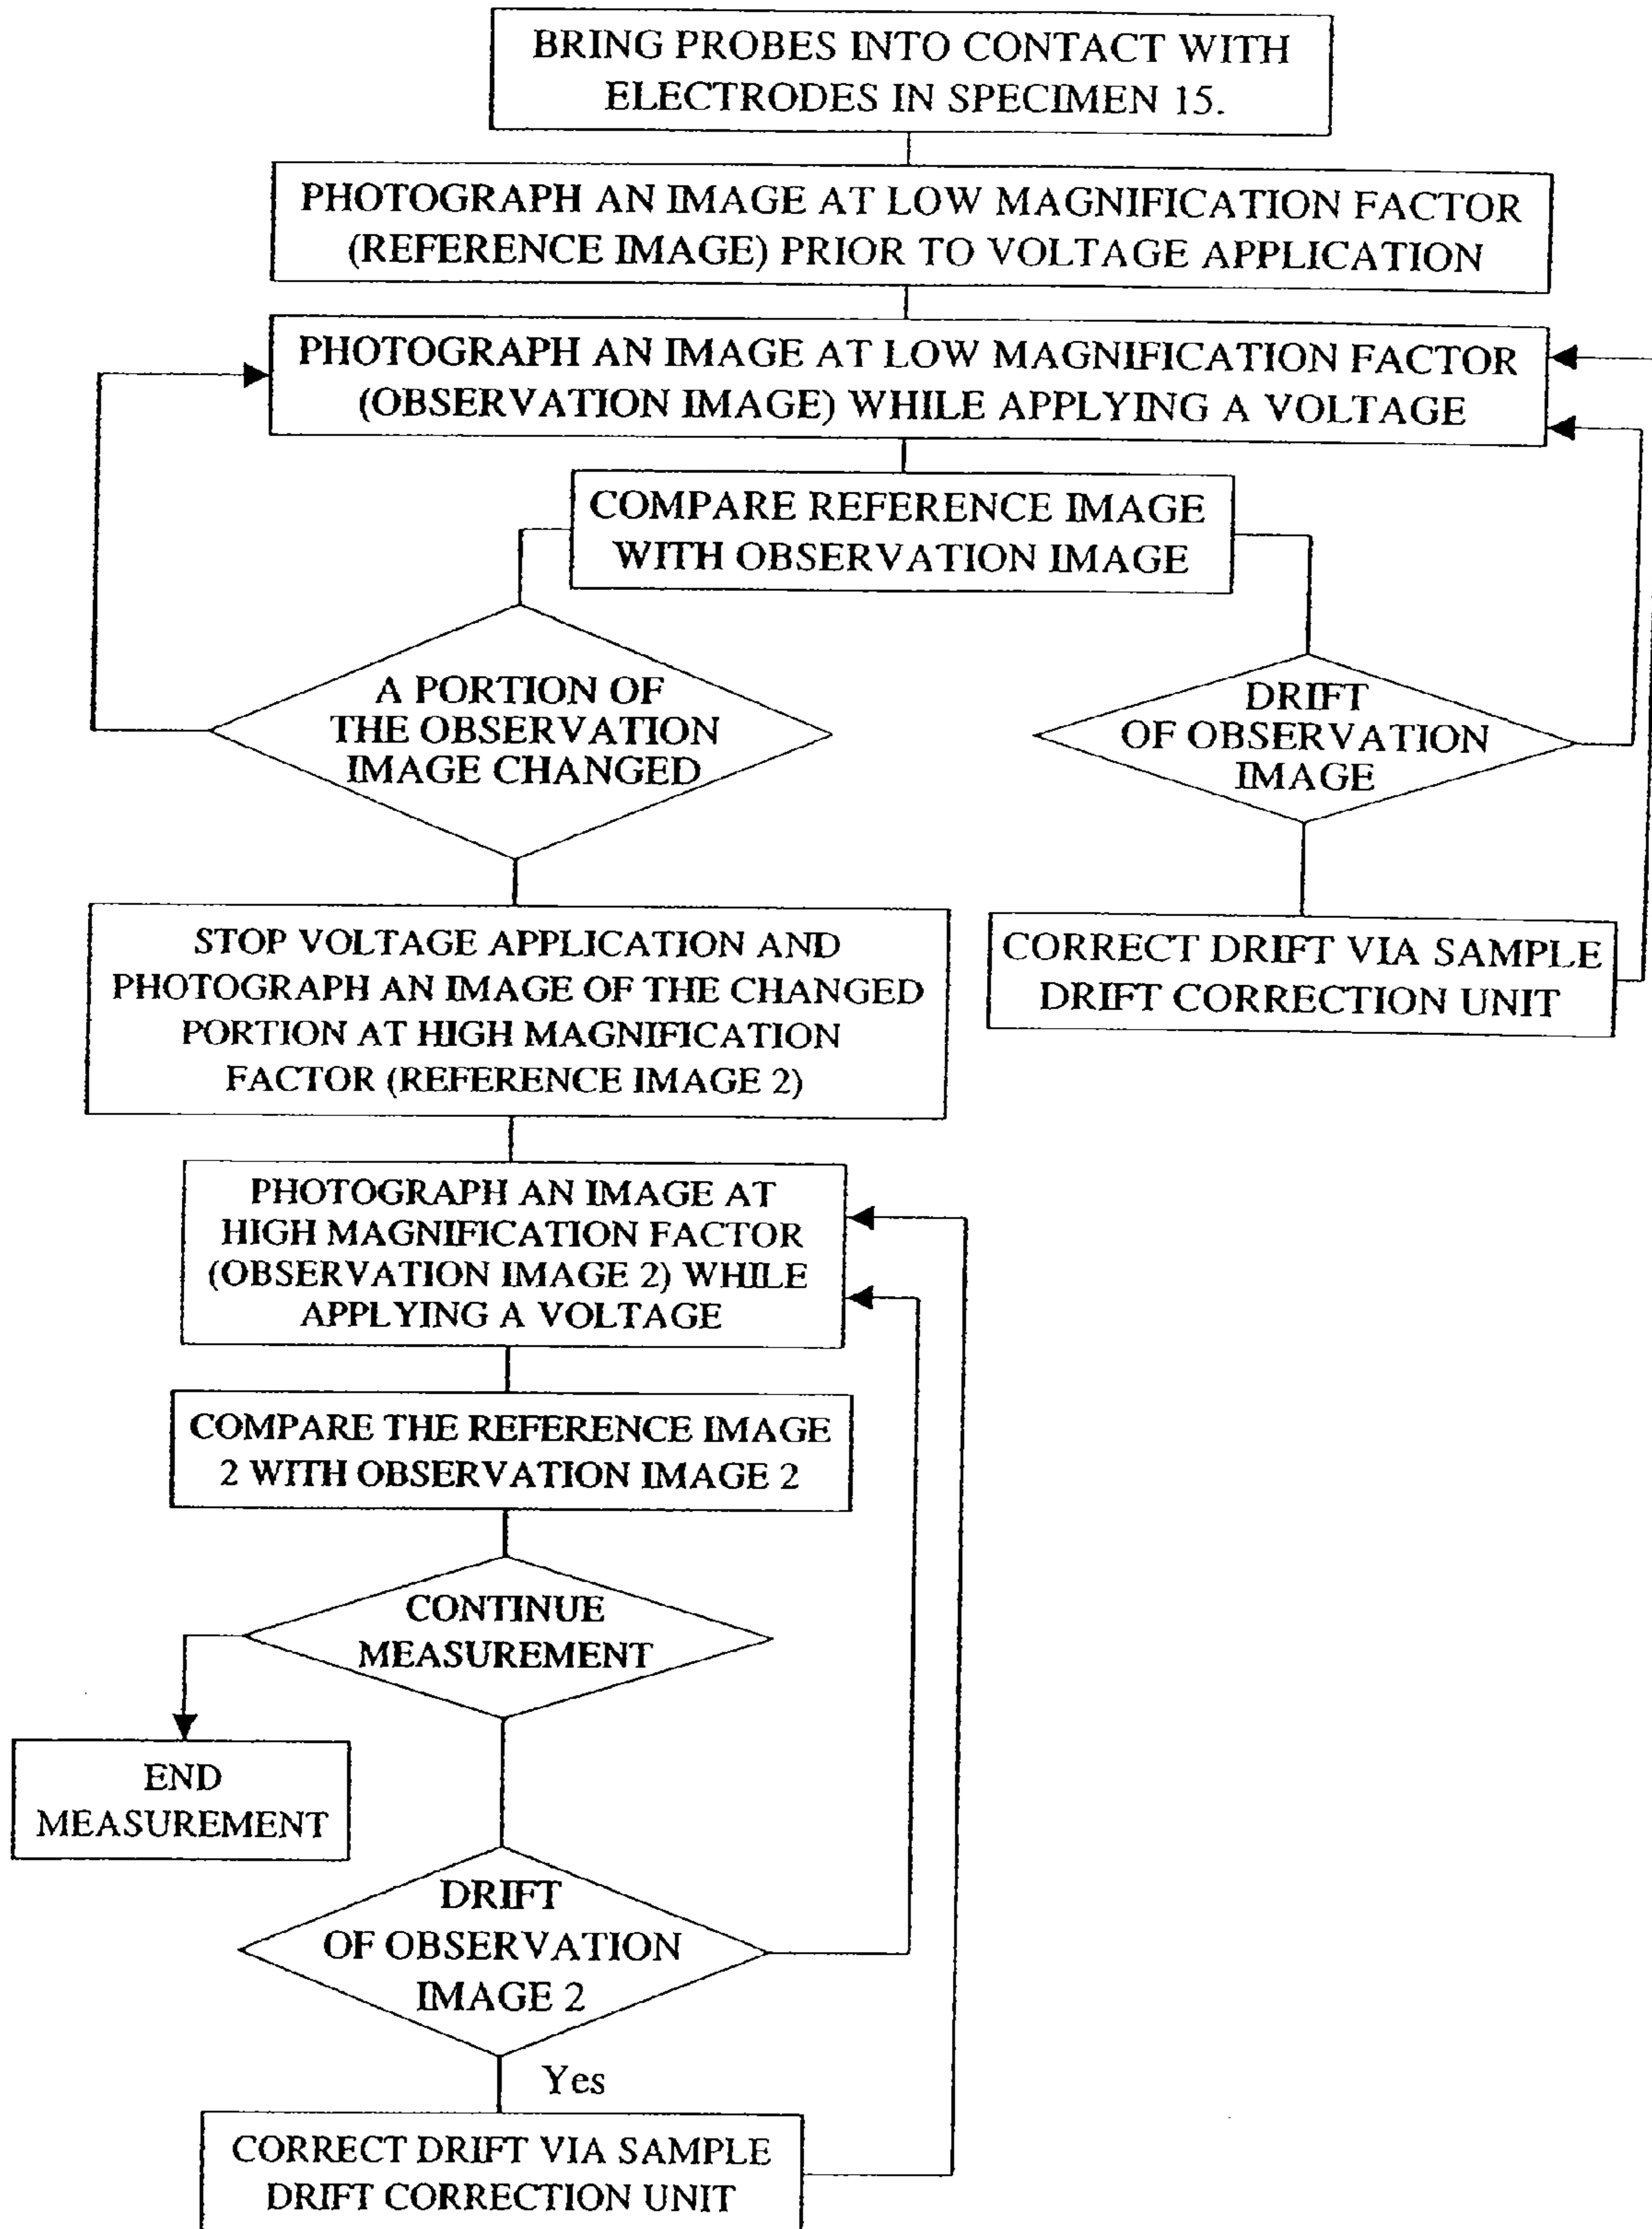 BRING PROBES INTO CONTACT WITH
ELECTRODES IN SPECIMEN 15.
PHOTOGRAPH AN IMAGE AT LOW MAGNIFICATION FACTOR
(REFERENCE IMAGE) PRIOR TO VOLTAGE APPLICATION
PHOTOGRAPH AN IMAGE AT LOW MAGNIFICATION FACTOR
(OBSERVATION IMAGE) WHILE APPLYING A VOLTAGE
COMPARE REFERENCE IMAGE
WITH OBSERVATION IMAGE
A PORTION OF
THE OBSERVATION
IMAGE CHANGED
DRIFT
OF OBSERVATION
IMAGE
STOP VOLTAGE APPLICATION AND
PHOTOGRAPH AN IMAGE OF THE CHANGED
PORTION AT HIGH MAGNIFICATION
FACTOR (REFERENCE IMAGE 2)
CORRECT DRIFT VIA SAMPLE
DRIFT CORRECTION UNIT
PHOTOGRAPH AN IMAGE AT
HIGH MAGNIFICATION FACTOR
(OBSERVATION IMAGE 2) WHILE
APPLYING A VOLTAGE
COMPARE THE REFERENCE IMAGE
2 WITH OBSERVATION IMAGE 2
CONTINUE
MEASUREMENT
END
MEASUREMENT
DRIFT
OF OBSERVATION
IMAGE 2
Yes
CORRECT DRIFT VIA SAMPLE
DRIFT CORRECTION UNIT